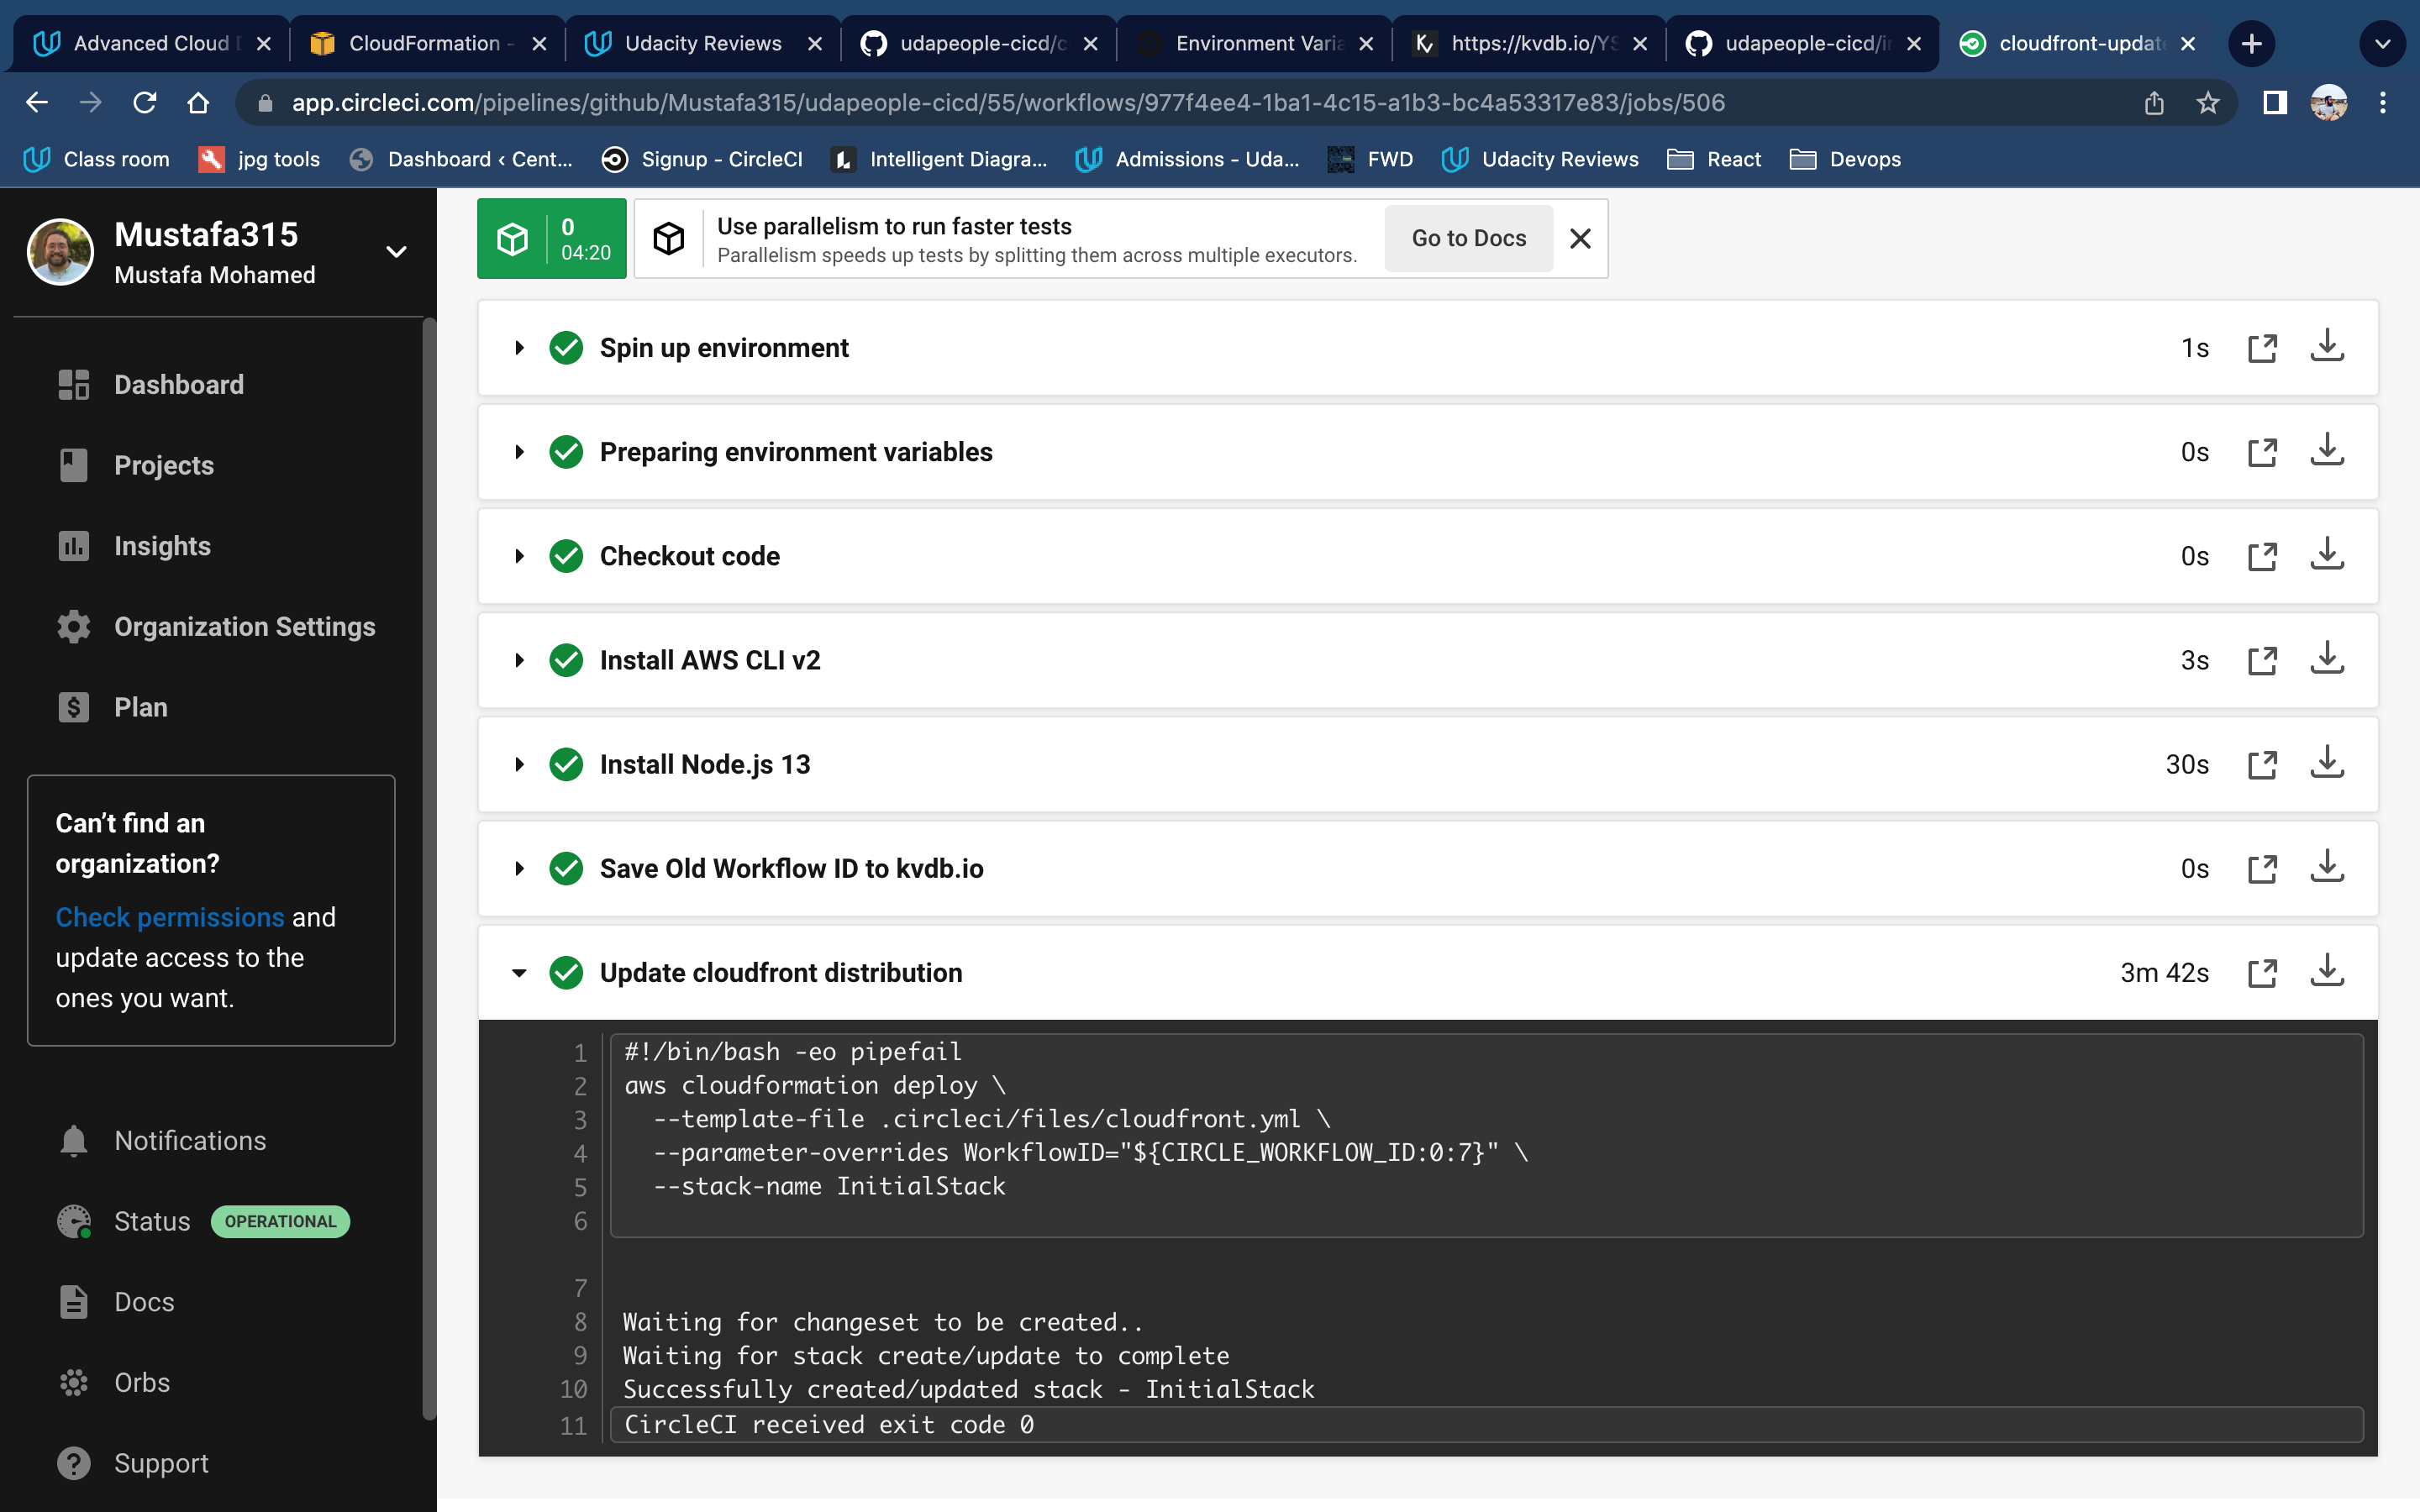 Advanced Cloud D
CloudFormation -
Udacity Reviews
udapeople-cicd/c
Environment Varia
https://kvdb.io/YS
udapeople-cicd/ir
cloudfront-update
app.circleci.com/pipelines/github/Mustafa315/udapeople-cicd/55/workflows/977f4ee4-1ba1-4c15-a1b3-bc4a53317e83/jobs/506
Class room
jpg tools
Dashboard ‹ Cent...
Signup - CircleCI
Intelligent Diagra...
Admissions - Uda...
FWD
Udacity Reviews
React
Devops
Mustafa315
Mustafa Mohamed
Dashboard
Projects
Insights
Organization Settings
Plan
Can’t find an
organization?
Check permissions and
update access to the
ones you want.
Notifications
Status OPERATIONAL
Docs
Orbs
Support
0
04:20
Use parallelism to run faster tests
Parallelism speeds up tests by splitting them across multiple executors.
Go to Docs
Spin up environment 1s
Preparing environment variables 0s
Checkout code 0s
Install AWS CLI v2 3s
Install Node.js 13 30s
Save Old Workflow ID to kvdb.io 0s
Update cloudfront distribution 3m 42s
1 #!/bin/bash -eo pipefail
2 aws cloudformation deploy \
3 --template-file .circleci/files/cloudfront.yml \
4 --parameter-overrides WorkflowID="${CIRCLE_WORKFLOW_ID:0:7}" \
5 --stack-name InitialStack
6
7
8 Waiting for changeset to be created..
9 Waiting for stack create/update to complete
10 Successfully created/updated stack - InitialStack
11 CircleCI received exit code 0